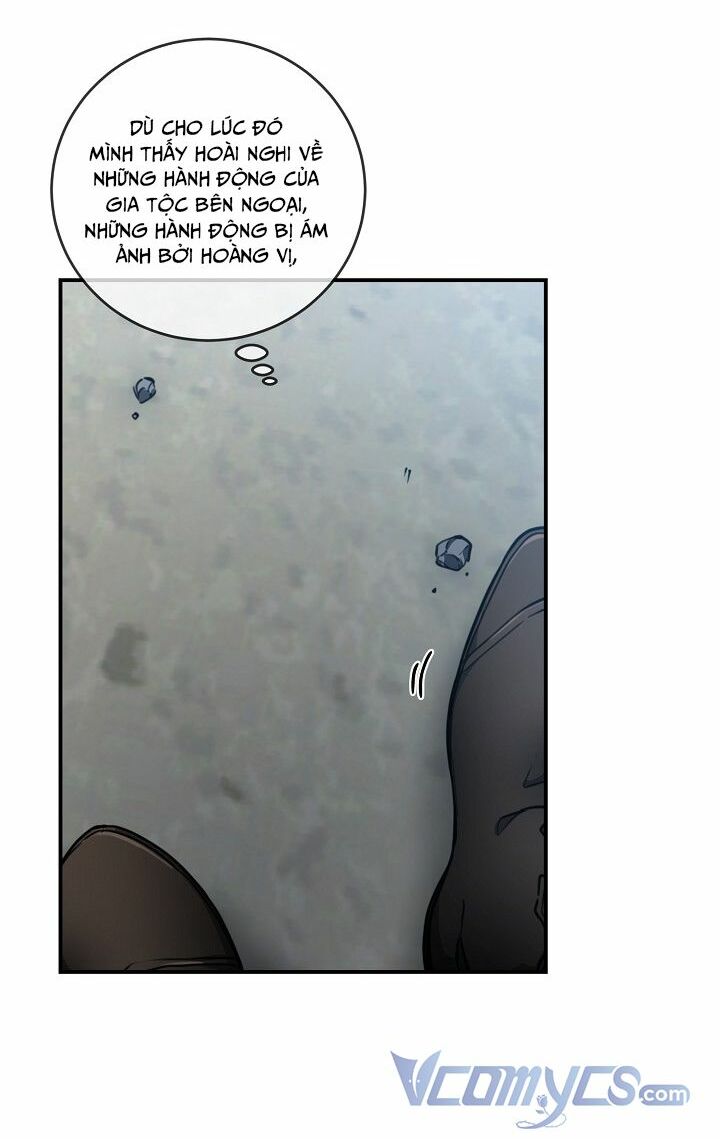 DÙ CHO LÚC ĐÓ
MÌNH THẤY HOÀI NGHI VỀ
NHỮNG HÀNH ĐỘNG CỦA
GIA TỘC BÊN NGOẠI,
NHỮNG HÀNH ĐỘNG BỊ ÁM
ẢNH BỞI HOÀNG VỊ,
VCOMYCS.com